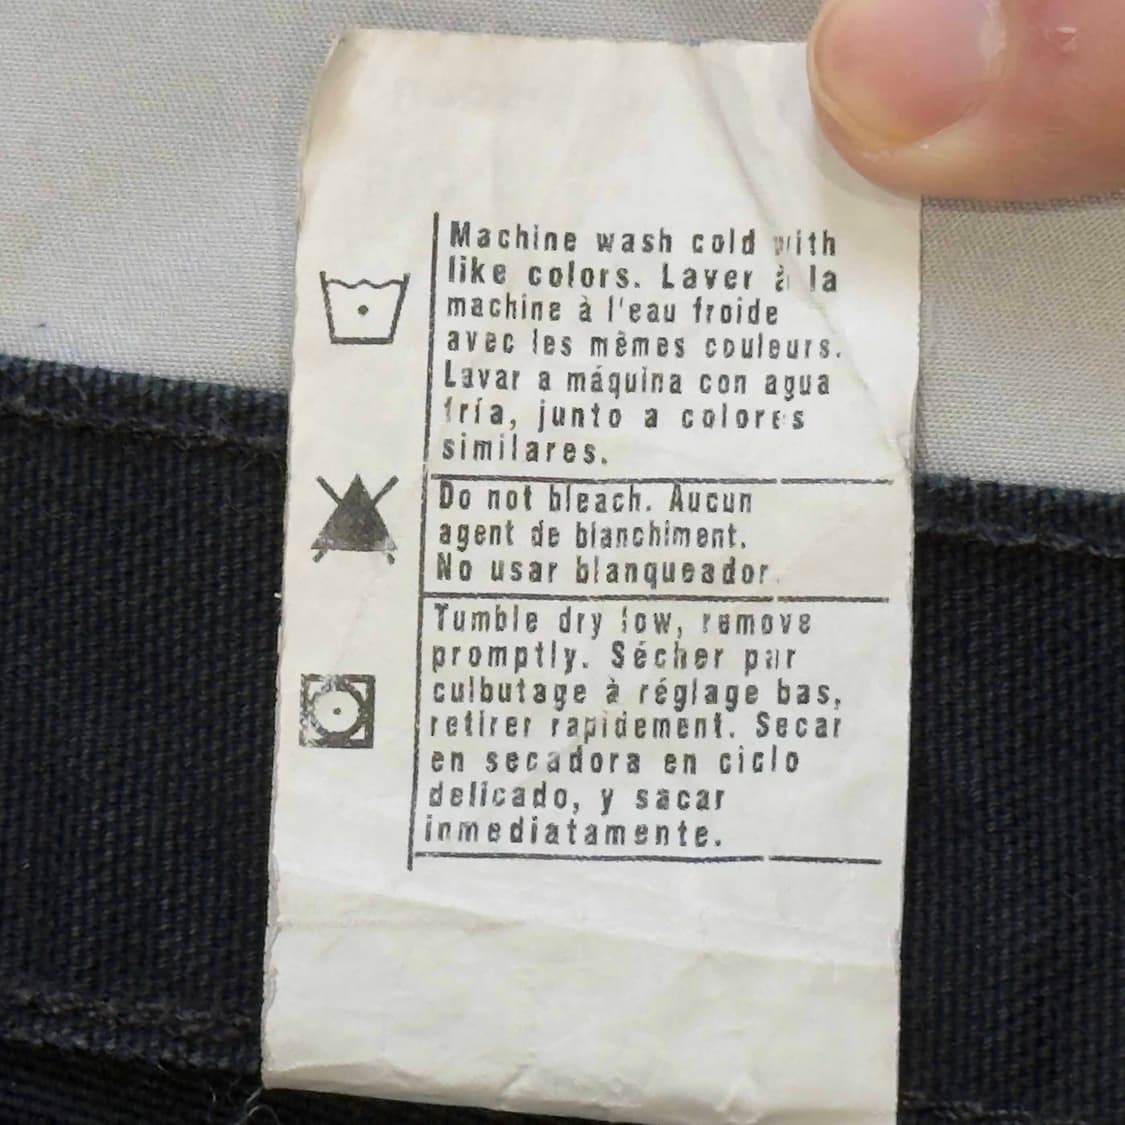 Machine wash cold with
like colors. Laver à la
machine à l'eau froide
avec les mêmes couleurs.
Lavar a máquina con agua
fría, junto a colores
similares.
Do not bleach. Aucun
agent de blanchiment.
No usar blanqueador.
Tumble dry low, remove
promptly. Sécher par
culbutage à réglage bas,
retirer rapidement. Secar
en secadora en ciclo
delicado, y sacar
inmediatamente.